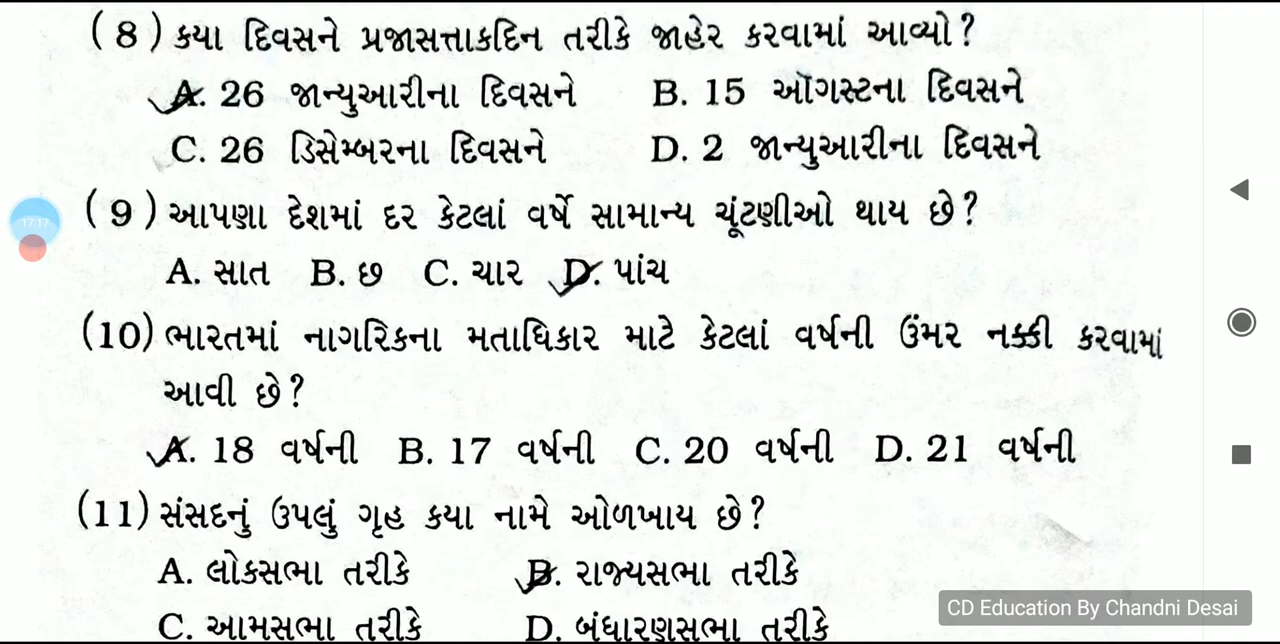 (8) કયા દિવસને પ્રજાસત્તાકદિન તરીકે જાહેર કરવામાં આવ્યો?
A. 26 જાન્યુઆરીના દિવસને B. 15 ઑગસ્ટના દિવસને
C. 26 ડિસેમ્બરના દિવસને D. 2 જાન્યુઆરીના દિવસને
(9) આપણા દેશમાં દર કેટલાં વર્ષે સામાન્ય ચૂંટણીઓ થાય છે?
17:17
A. સાત B. છ C. ચાર D. પાંચ
(10) ભારતમાં નાગરિકના મતાધિકાર માટે કેટલાં વર્ષની ઉંમર નક્કી કરવામાં
આવી છે?
A. 18 વર્ષની B. 17 વર્ષની C. 20 વર્ષની D. 21 વર્ષની
(11) સંસદનું ઉપલું ગૃહ કયા નામે ઓળખાય છે?
A. લોકસભા તરીકે B. રાજ્યસભા તરીકે
C. આમસભા તરીકે D. બંધારણસભા તરીકે
CD Education By Chandni Desai